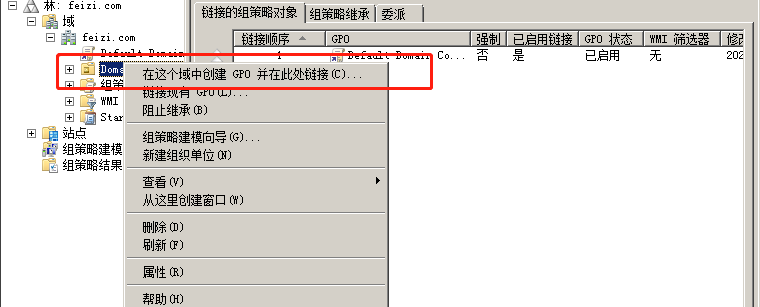 林: feizi.com
域
feizi.com
Default Domain
Doma
组策
WMI
Star
站点
组策略建模
组策略结果
链接的组策略对象 组策略继承 委派
链接顺序 GPO 强制 已启用链接 GPO 状态 WMI 筛选器 修改
1 Default Domain Co... 否 是 已启用 无 202
在这个域中创建 GPO 并在此处链接(C)...
链接现有 GPO(L)...
阻止继承(B)
组策略建模向导(G)...
新建组织单位(N)
查看(V)
从这里创建窗口(W)
删除(D)
刷新(F)
属性(R)
帮助(H)